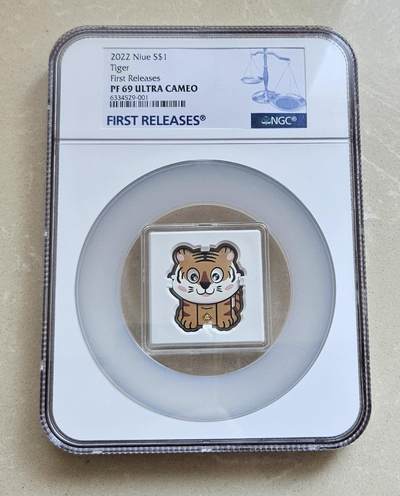 2022 Niue S$1
Tiger
First Releases
PF 69 ULTRA CAMEO
6334529-001
FIRST RELEASES®
NGC®